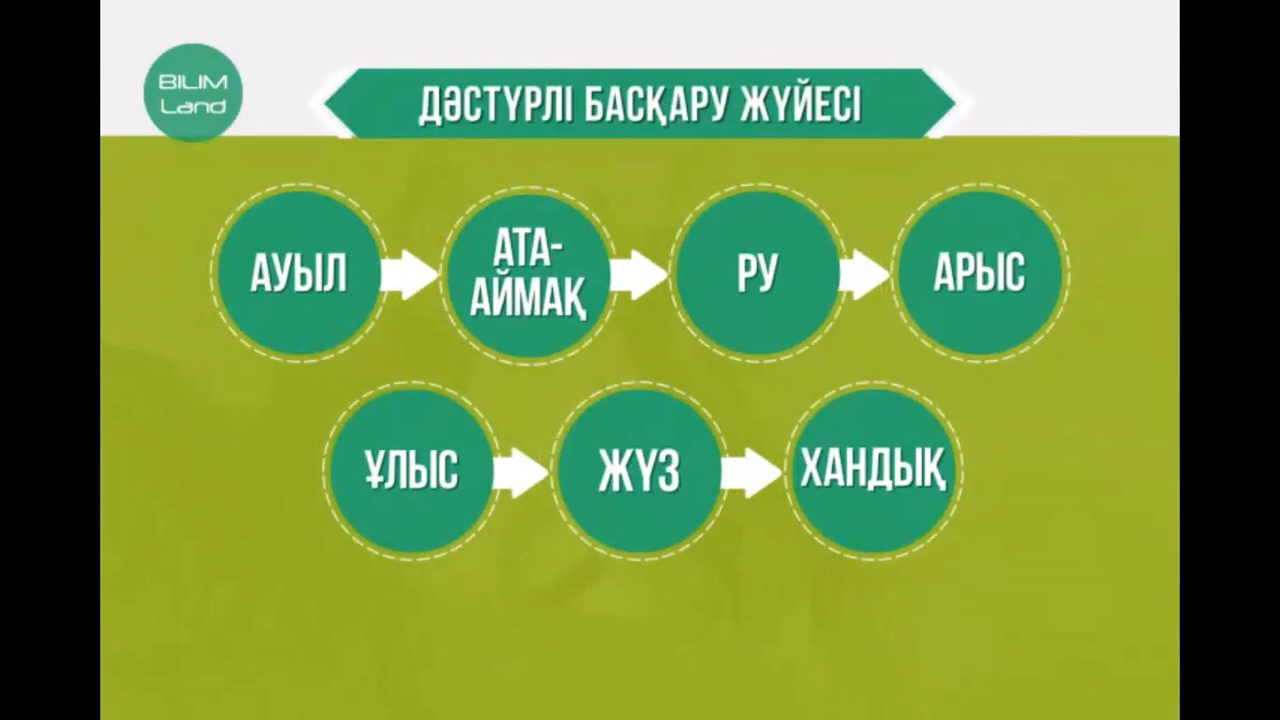 BILIM
Land
ДӘСТҮРЛІ БАСҚАРУ ЖҮЙЕСІ
АУЫЛ
АТА-
АЙМАҚ
РУ
АРЫС
ҰЛЫС
ЖҮЗ
ХАНДЫҚ